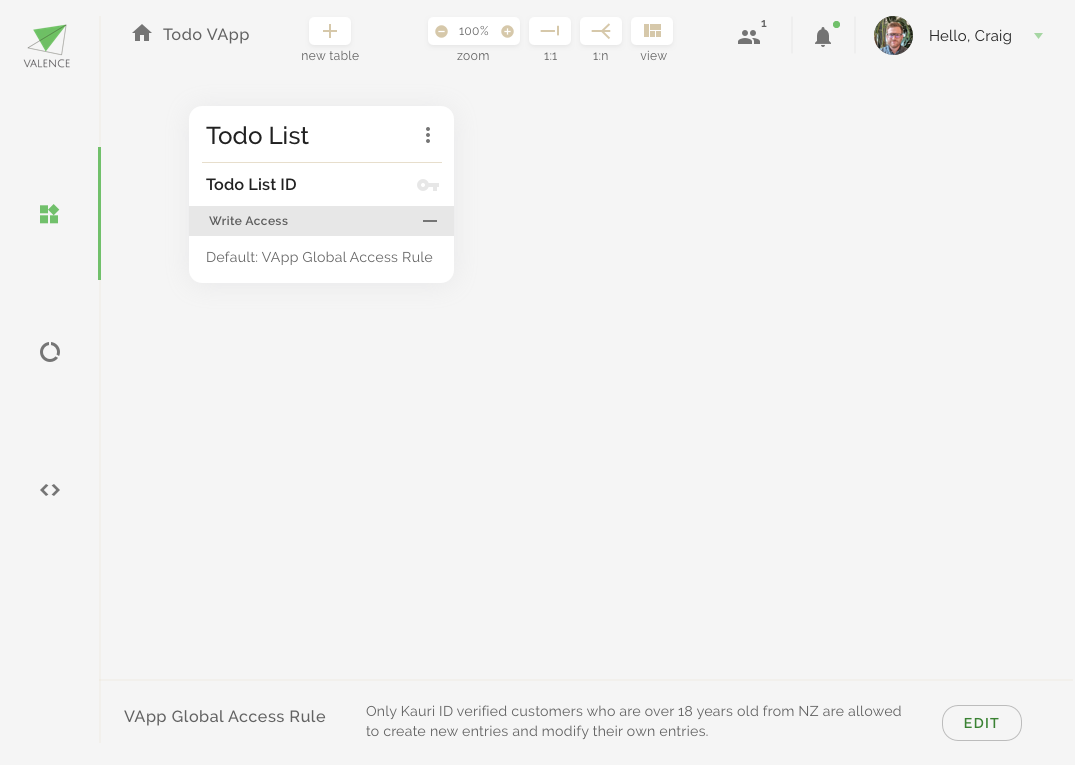 VALENCE
Todo VApp
new table
100%
zoom
1:1
1:n
view
1
Hello, Craig
Todo List
Todo List ID
Write Access
Default: VApp Global Access Rule
VApp Global Access Rule
Only Kauri ID verified customers who are over 18 years old from NZ are allowed
to create new entries and modify their own entries.
EDIT